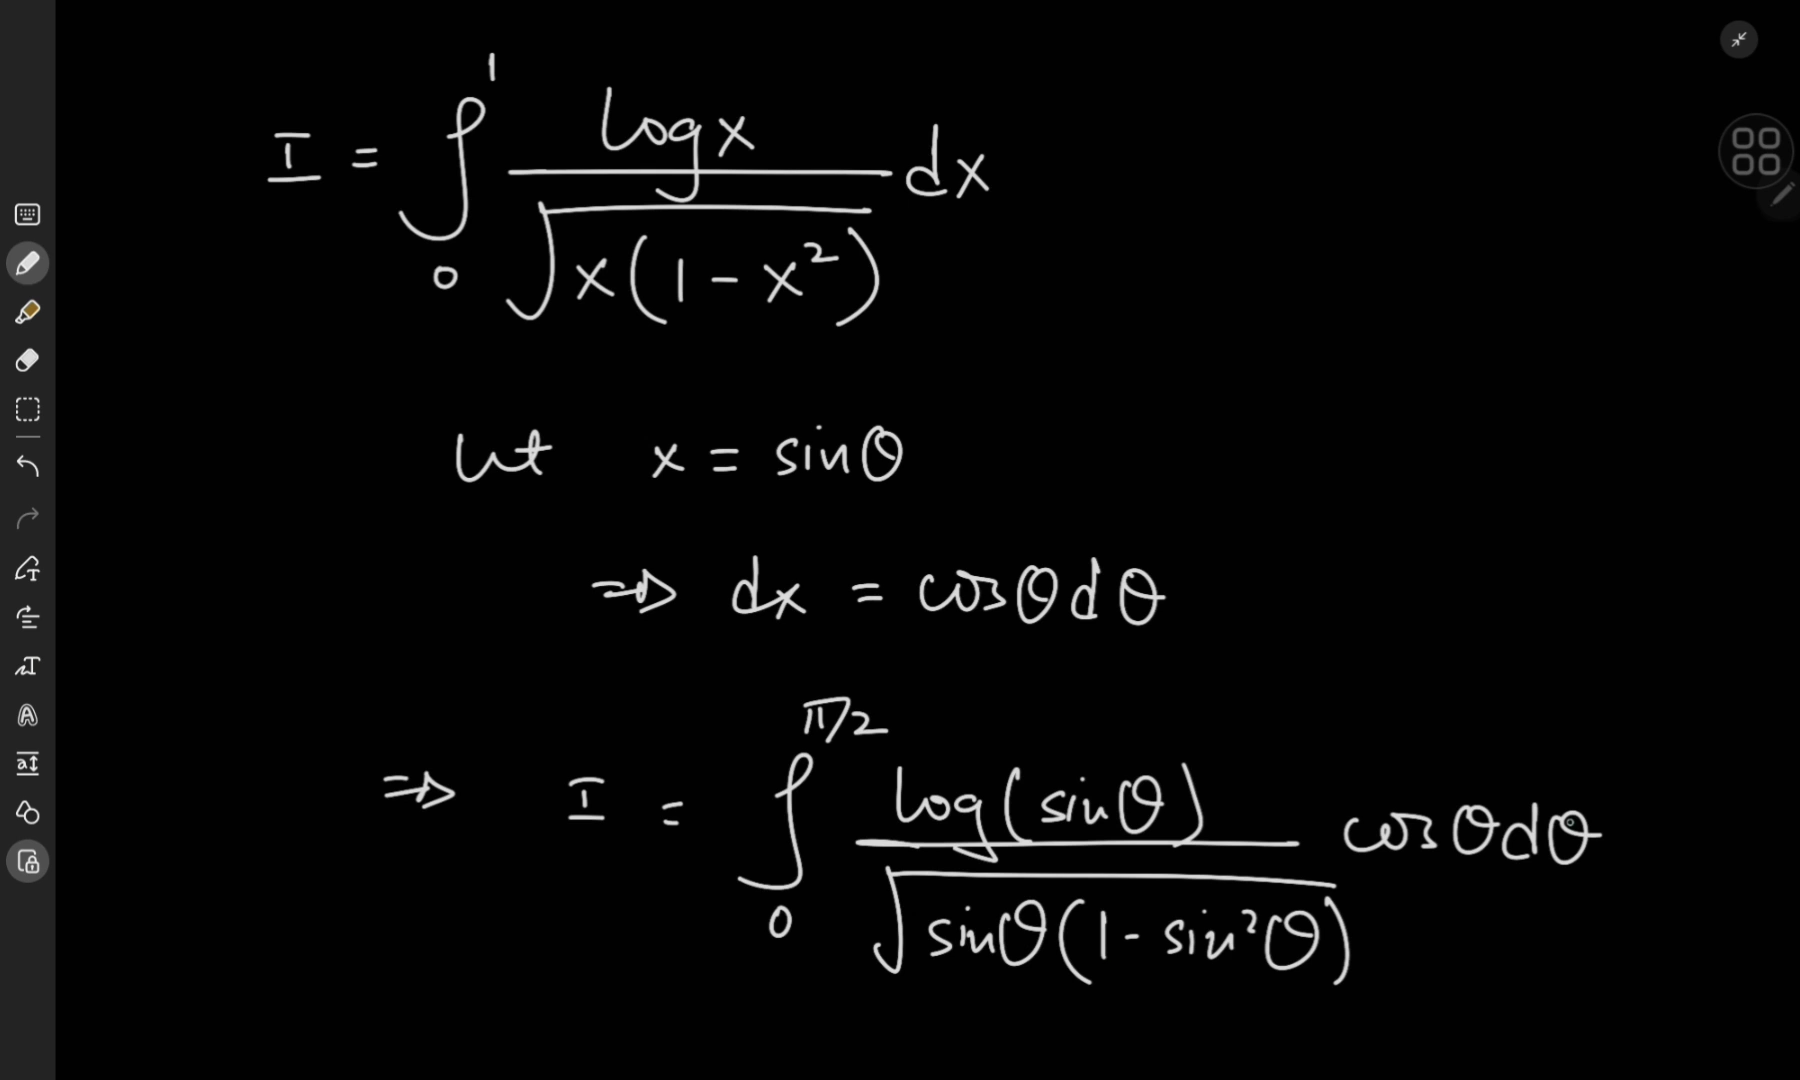 I = ∫₀¹ log x / √(x(1 - x²)) dx
let x = sinθ
⇒ dx = cosθ dθ
⇒ I = ∫₀^(π/2) log(sinθ) / √(sinθ(1 - sin²θ)) cosθ dθ